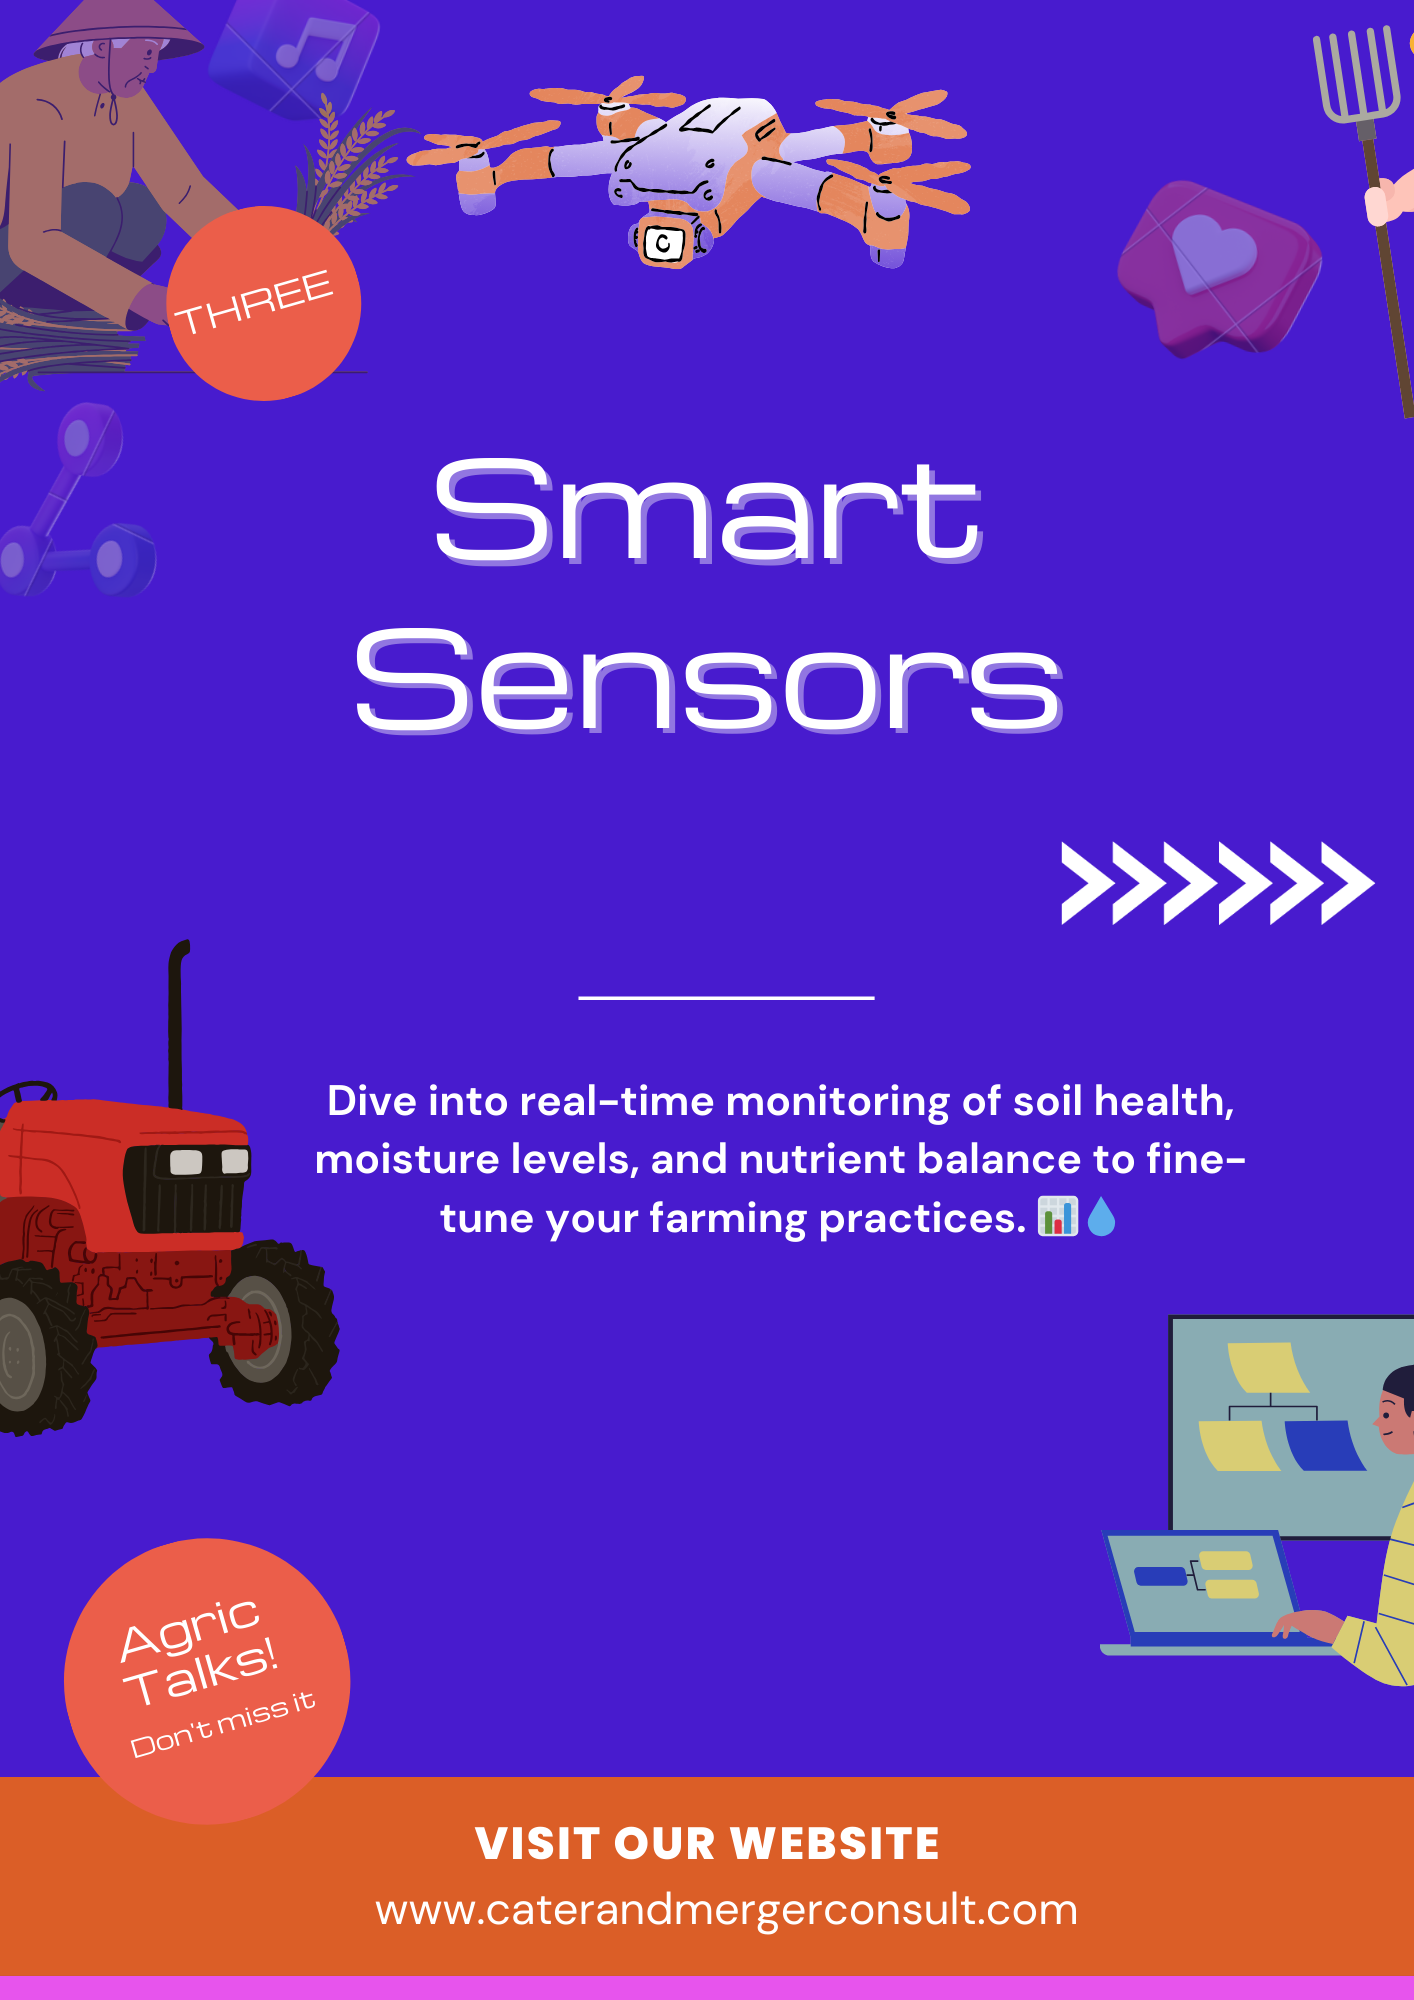 THREE
C
Smart
Sensors
Dive into real-time monitoring of soil health,
moisture levels, and nutrient balance to fine-
tune your farming practices. 📊💧
Agric
Talks!
Don't miss it
VISIT OUR WEBSITE
www.caterandmergerconsult.com